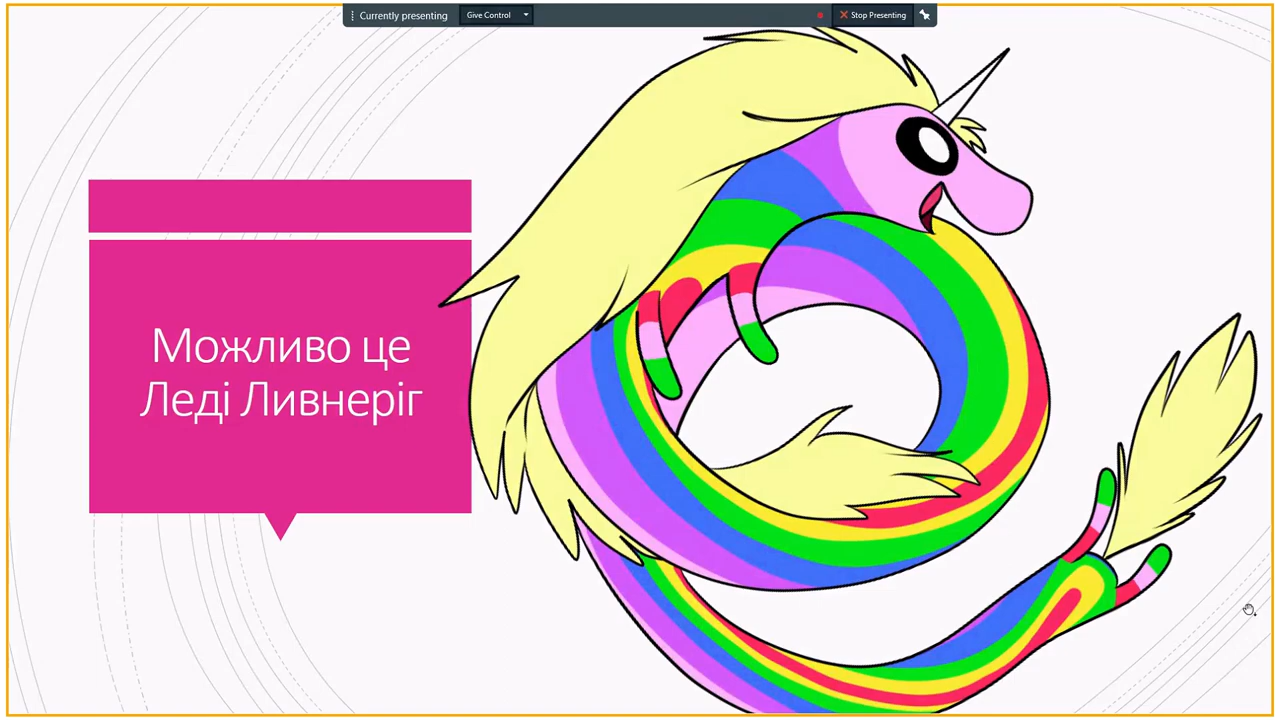 Currently presenting
Give Control
Stop Presenting
Можливо це
Леді Ливнеріг